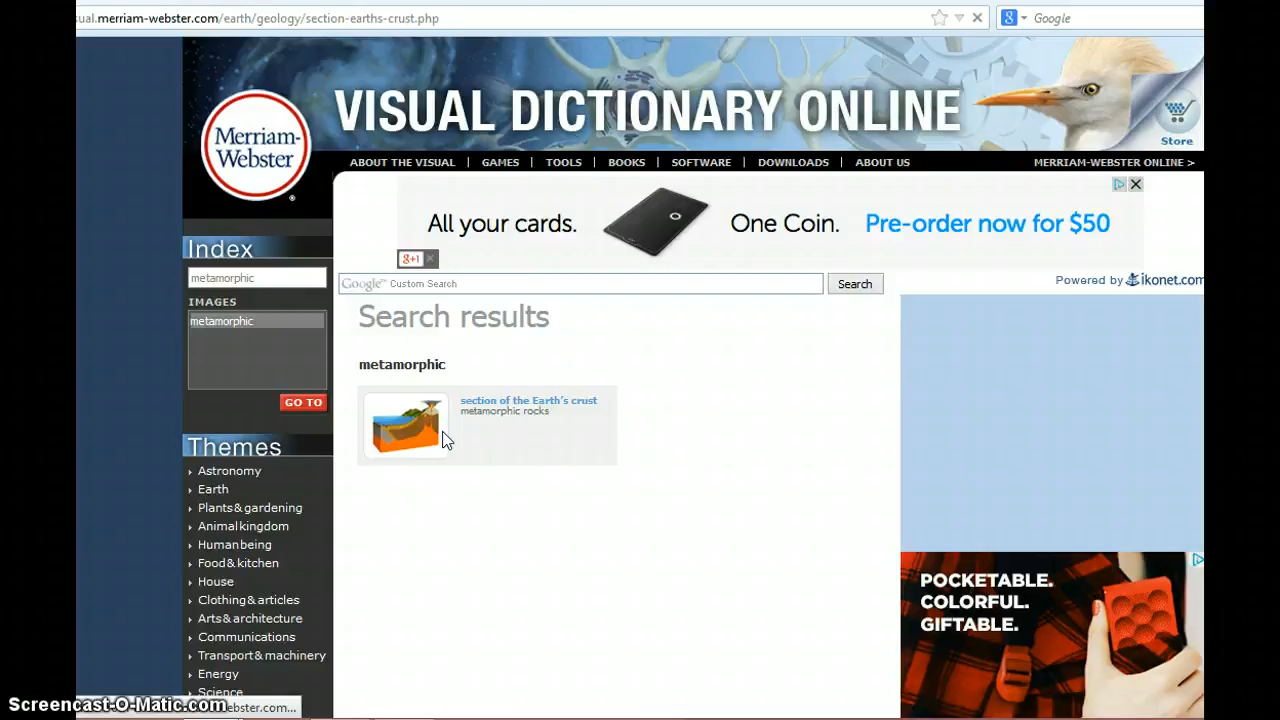 sual.merriam-webster.com/earth/geology/section-earths-crust.php
Google
Merriam-
Webster
VISUAL DICTIONARY ONLINE
Store
ABOUT THE VISUAL | GAMES | TOOLS | BOOKS | SOFTWARE | DOWNLOADS | ABOUT US
MERRIAM-WEBSTER ONLINE >
All your cards. One Coin. Pre-order now for $50
g+1
Index
metamorphic
IMAGES
metamorphic
GO TO
Google™ Custom Search
Search
Powered by ikonet.com
Search results
metamorphic
section of the Earth's crust
metamorphic rocks
Themes
Astronomy
Earth
Plants & gardening
Animal kingdom
Human being
Food & kitchen
House
Clothing & articles
Arts & architecture
Communications
Transport & machinery
Energy
Science
POCKETABLE.
COLORFUL.
GIFTABLE.
Screencast-O-Matic.com
webster.com...